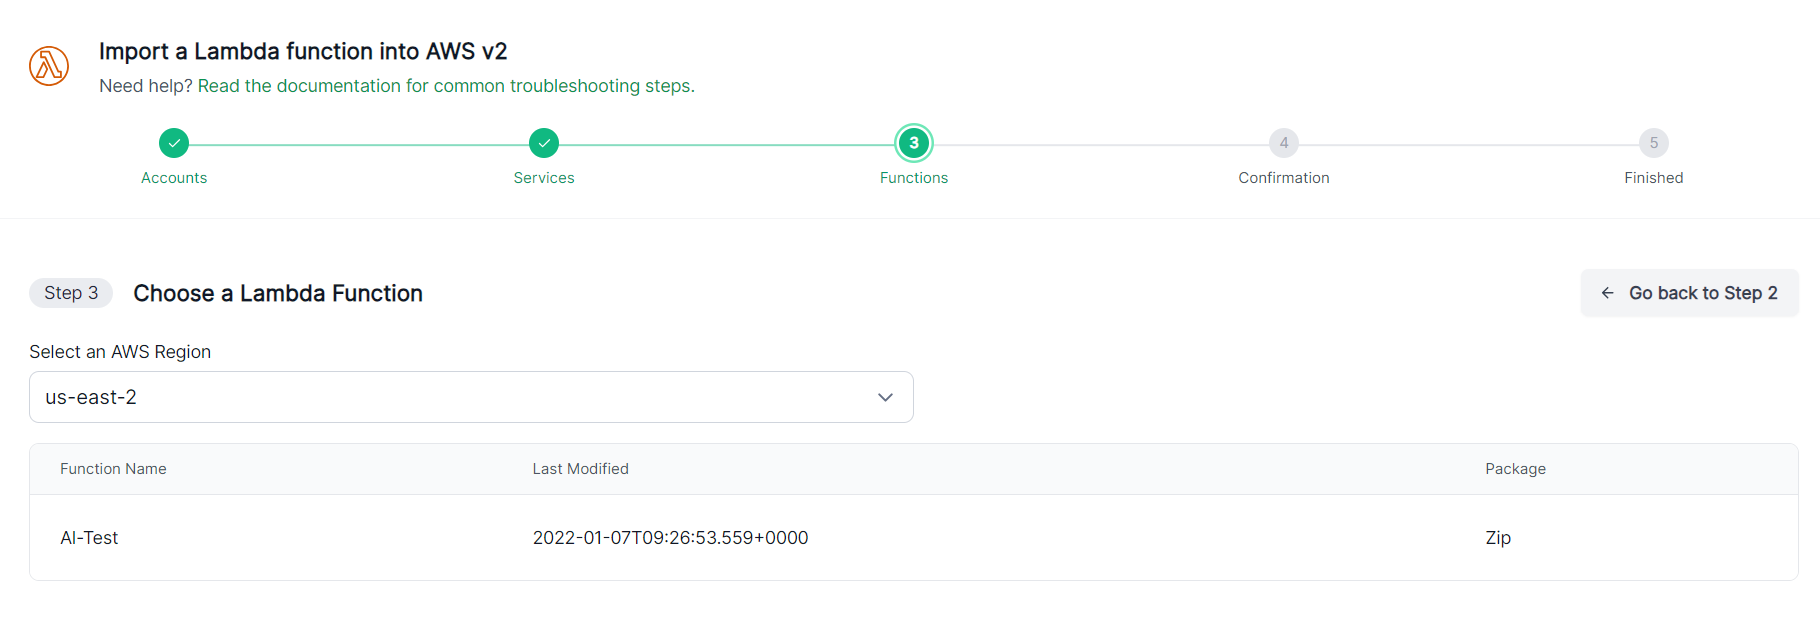 Import a Lambda function into AWS v2
Need help? Read the documentation for common troubleshooting steps.
3 4 5
Accounts Services Functions Confirmation Finished
Step 3 Choose a Lambda Function Go back to Step 2
Select an AWS Region
us-east-2
Function Name Last Modified Package
AI-Test 2022-01-07T09:26:53.559+0000 Zip